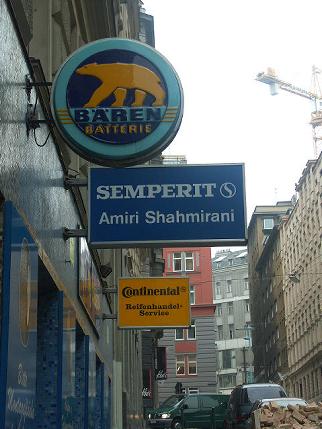 BÄREN
BATTERIE
SEMPERIT
Amiri Shahmirani
Continental
Reifenhandel-
Service